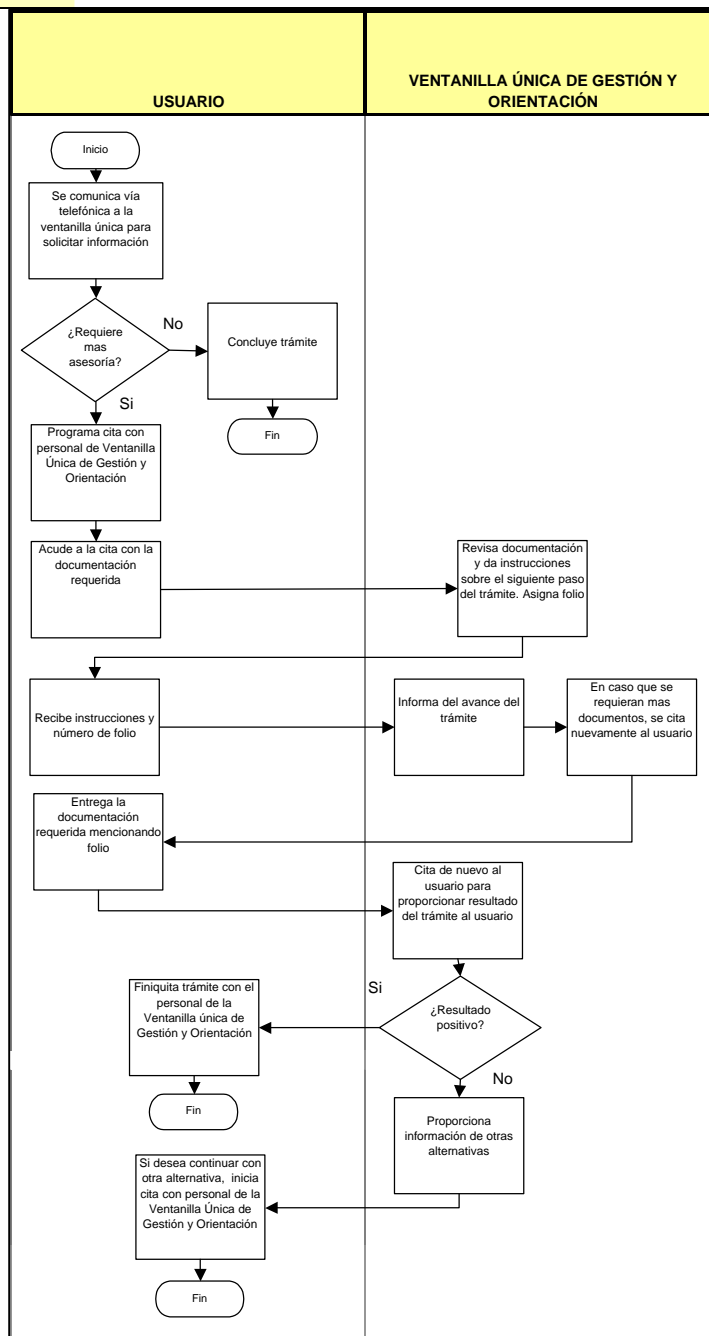 USUARIO
VENTANILLA ÚNICA DE GESTIÓN Y
ORIENTACIÓN
Inicio
Se comunica vía
telefónica a la
ventanilla única para
solicitar información
¿Requiere
mas
asesoría?
No
Concluye trámite
Fin
Si
Programa cita con
personal de Ventanilla
Única de Gestión y
Orientación
Acude a la cita con la
documentación
requerida
Revisa documentación
y da instrucciones
sobre el siguiente paso
del trámite. Asigna folio
Recibe instrucciones y
número de folio
Informa del avance del
trámite
En caso que se
requieran mas
documentos, se cita
nuevamente al usuario
Entrega la
documentación
requerida mencionando
folio
Cita de nuevo al
usuario para
proporcionar resultado
del trámite al usuario
¿Resultado
positivo?
Si
Finiquita trámite con el
personal de la
Ventanilla única de
Gestión y Orientación
Fin
No
Proporciona
información de otras
alternativas
Si desea continuar con
otra alternativa, inicia
cita con personal de la
Ventanilla Única de
Gestión y Orientación
Fin